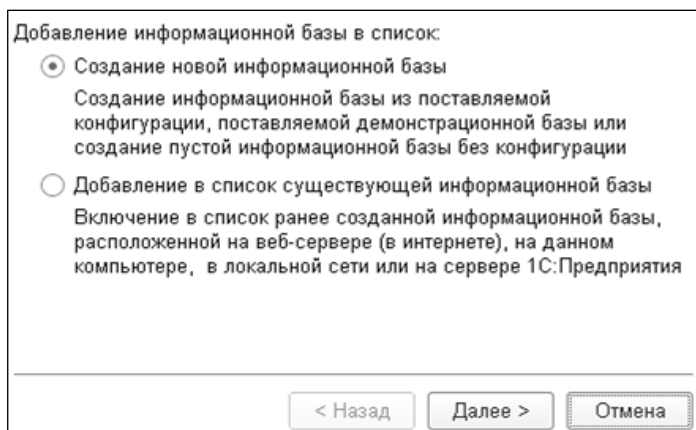 Добавление информационной базы в список:
Создание новой информационной базы
Создание информационной базы из поставляемой
конфигурации, поставляемой демонстрационной базы или
создание пустой информационной базы без конфигурации
Добавление в список существующей информационной базы
Включение в список ранее созданной информационной базы,
расположенной на веб-сервере (в интернете), на данном
компьютере, в локальной сети или на сервере 1С:Предприятия
< Назад Далее > Отмена